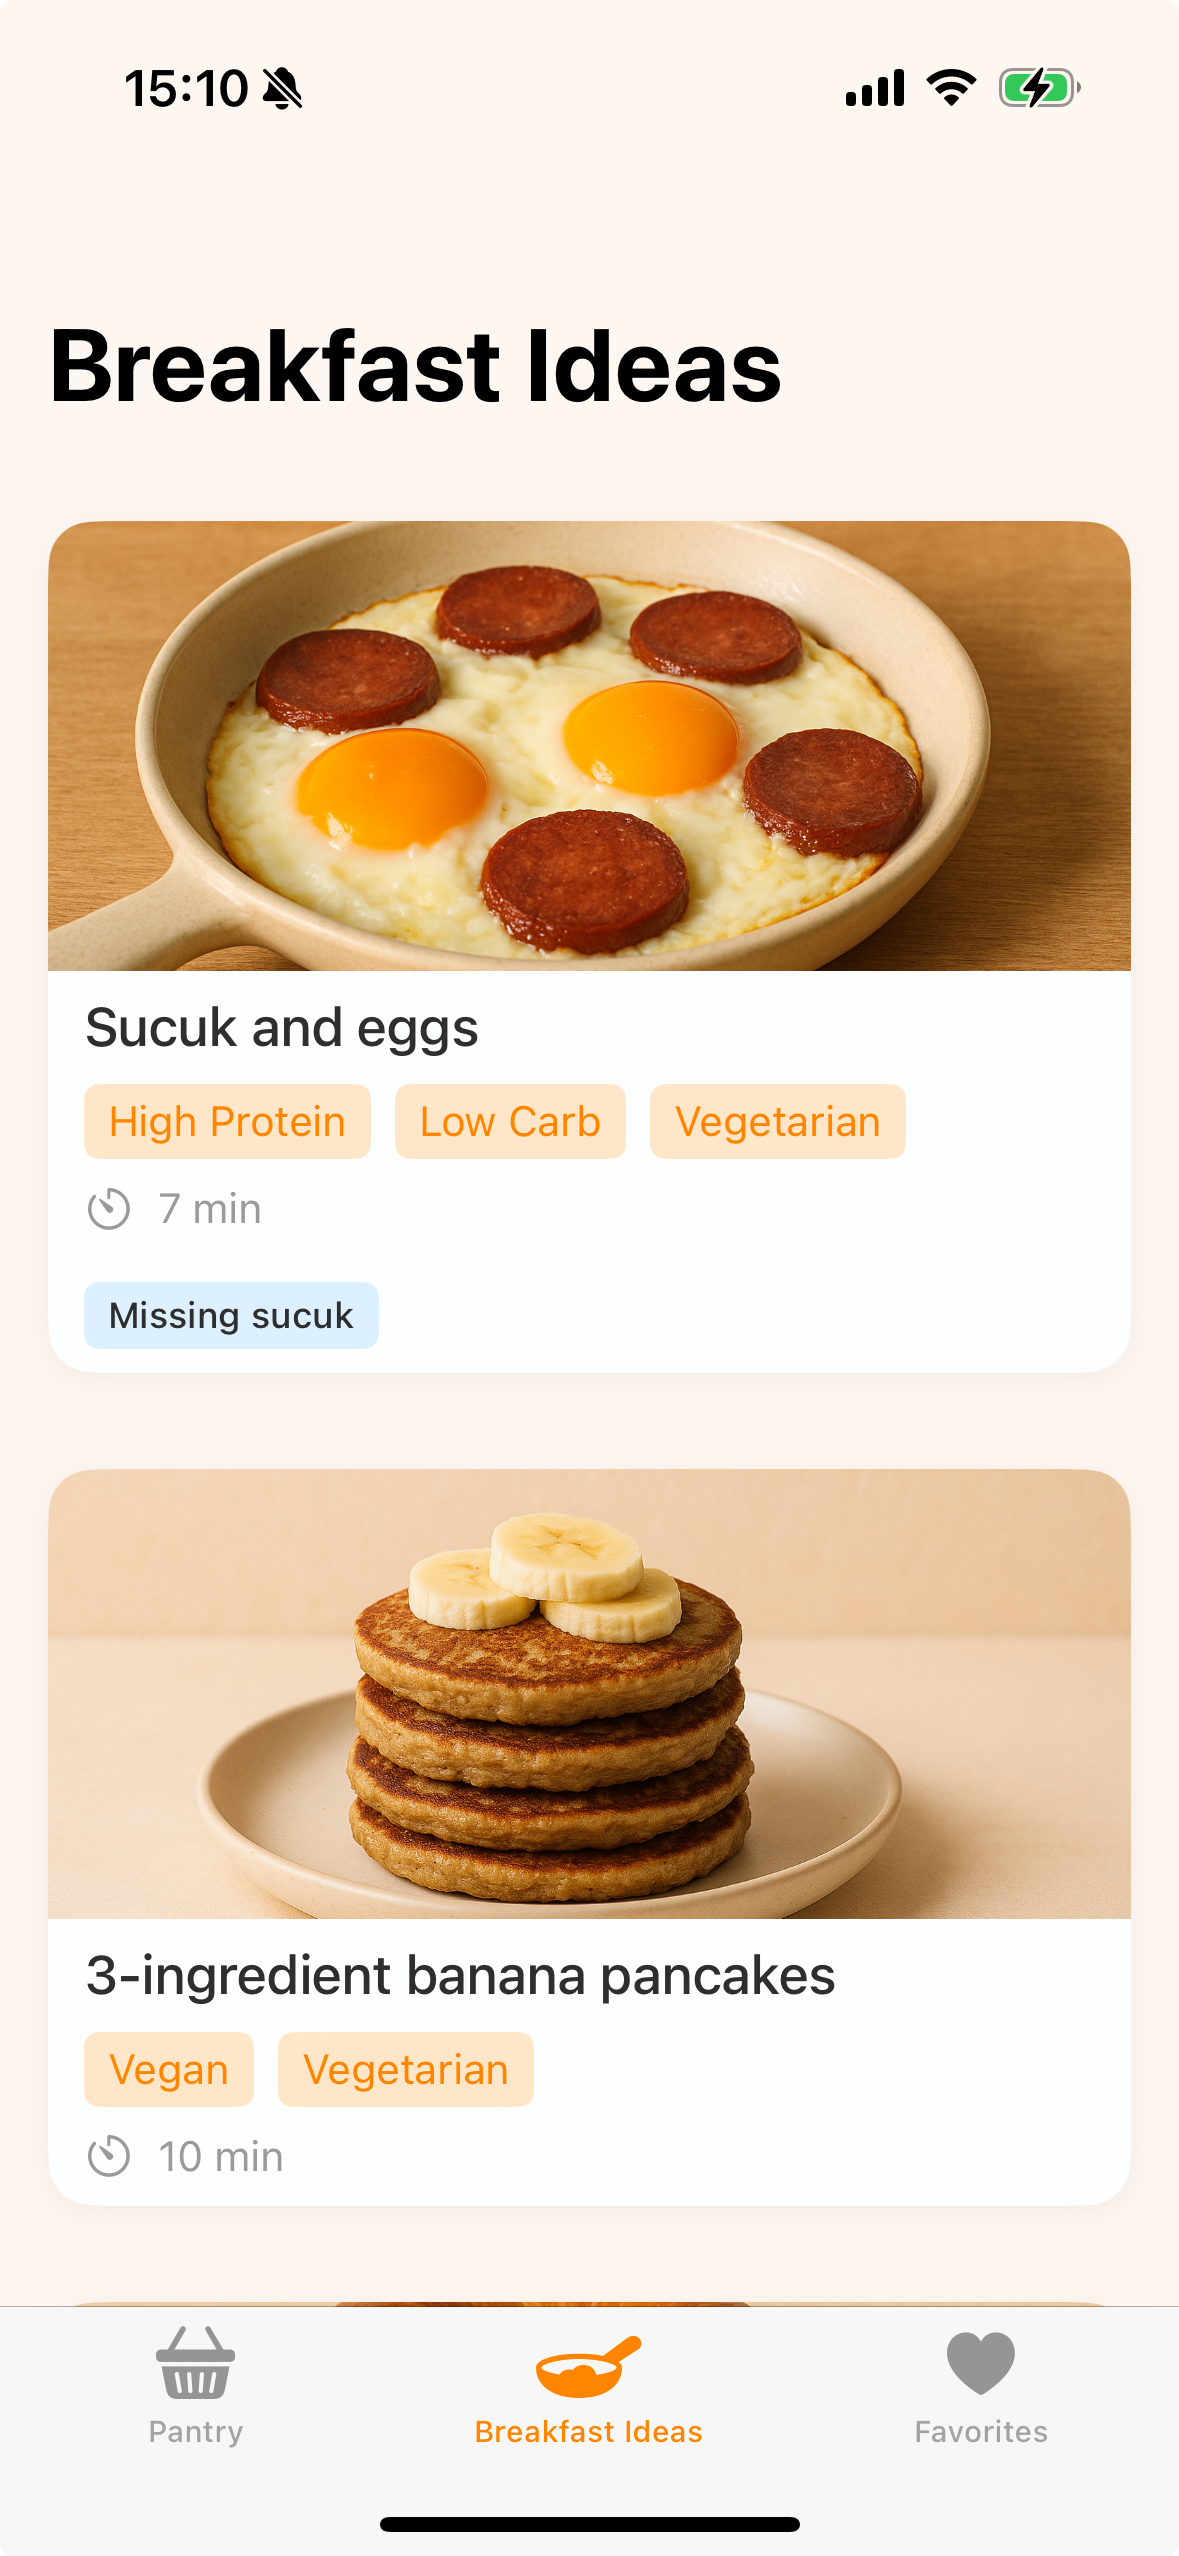 15:10
Breakfast Ideas
Sucuk and eggs
High Protein Low Carb Vegetarian
7 min
Missing sucuk
3-ingredient banana pancakes
Vegan Vegetarian
10 min
Pantry Breakfast Ideas Favorites